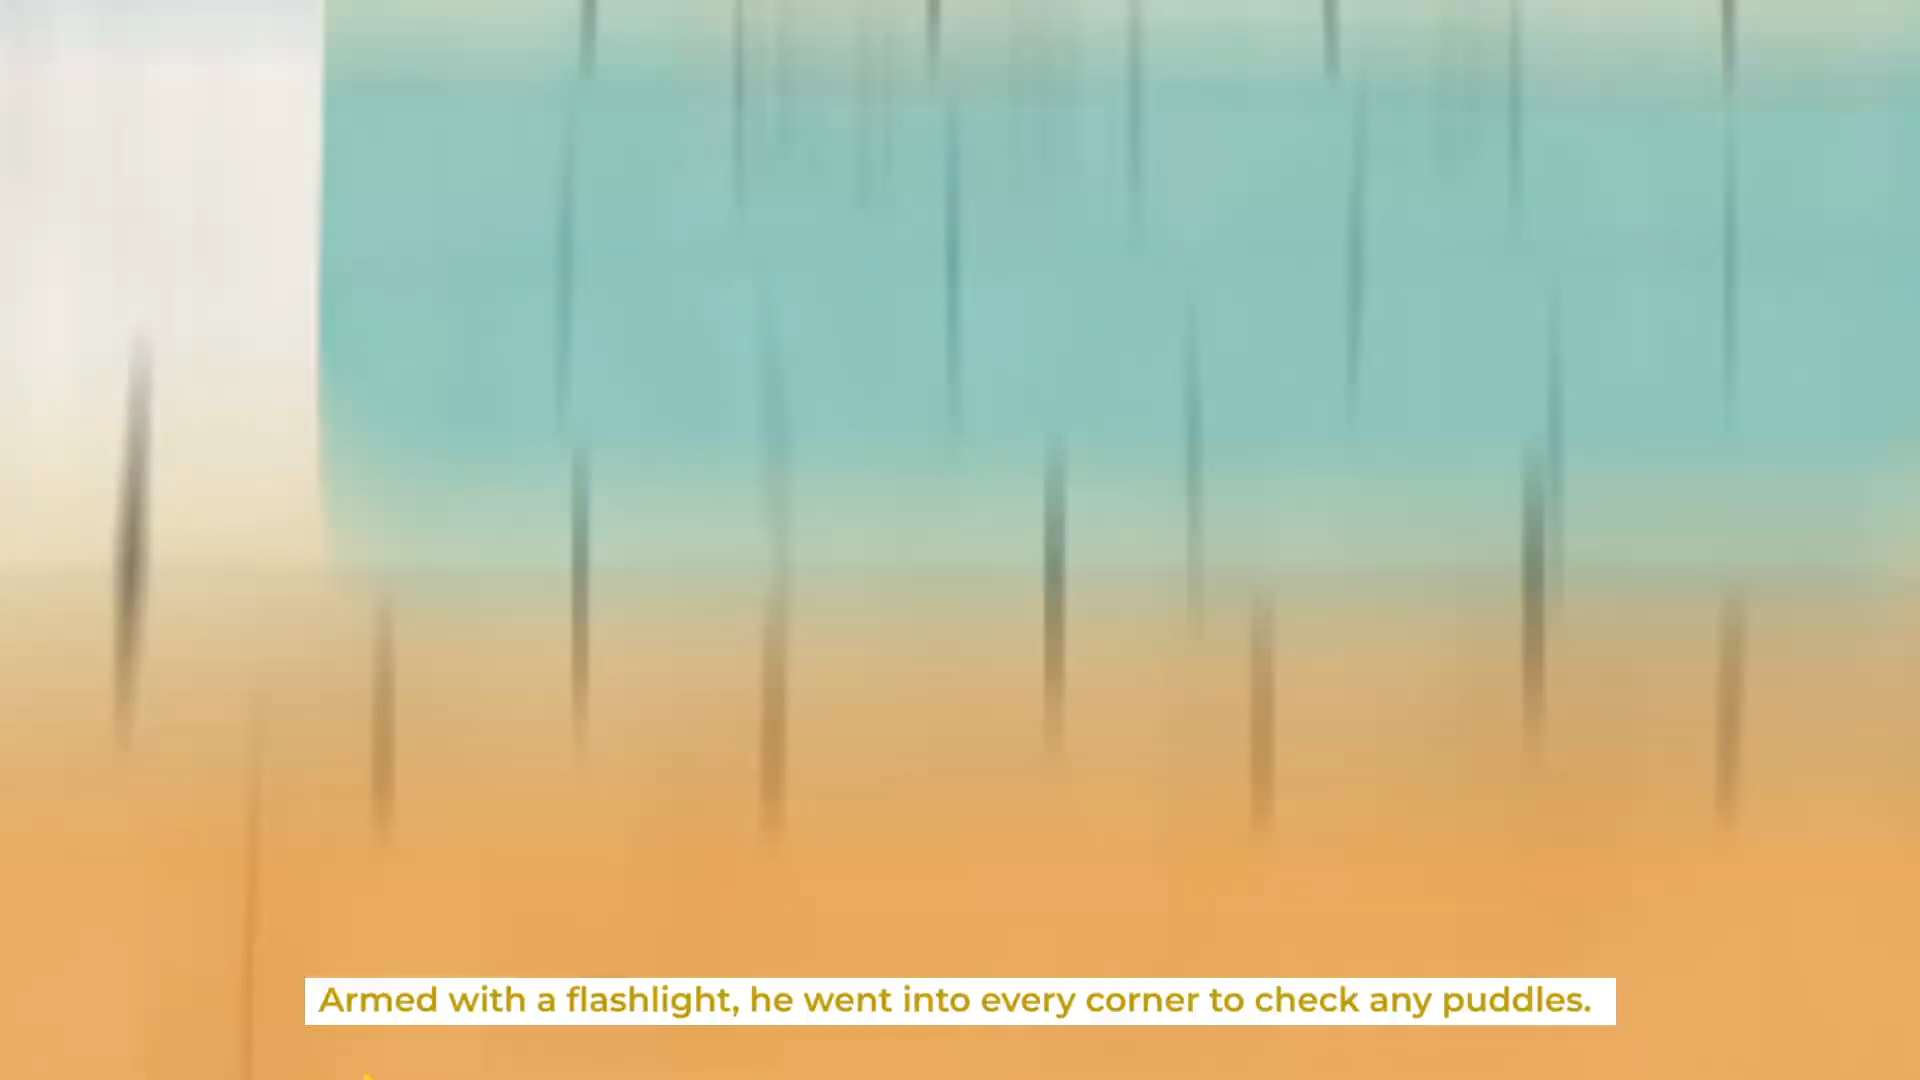 Armed with a flashlight, he went into every corner to check any puddles.